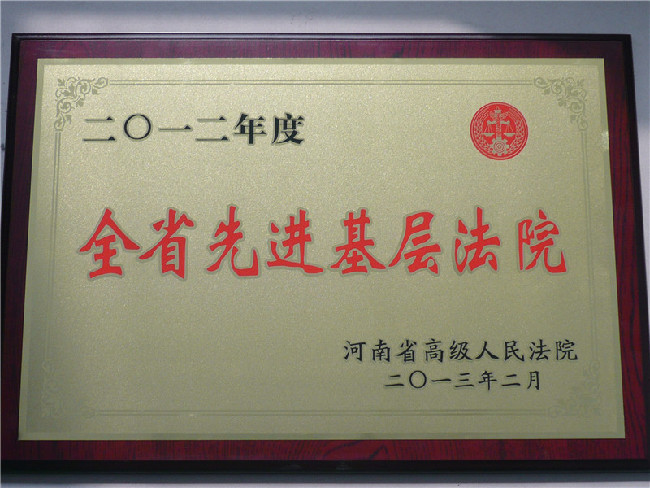 二〇一二年度
全省先进基层法院
河南省高级人民法院
二〇一三年二月